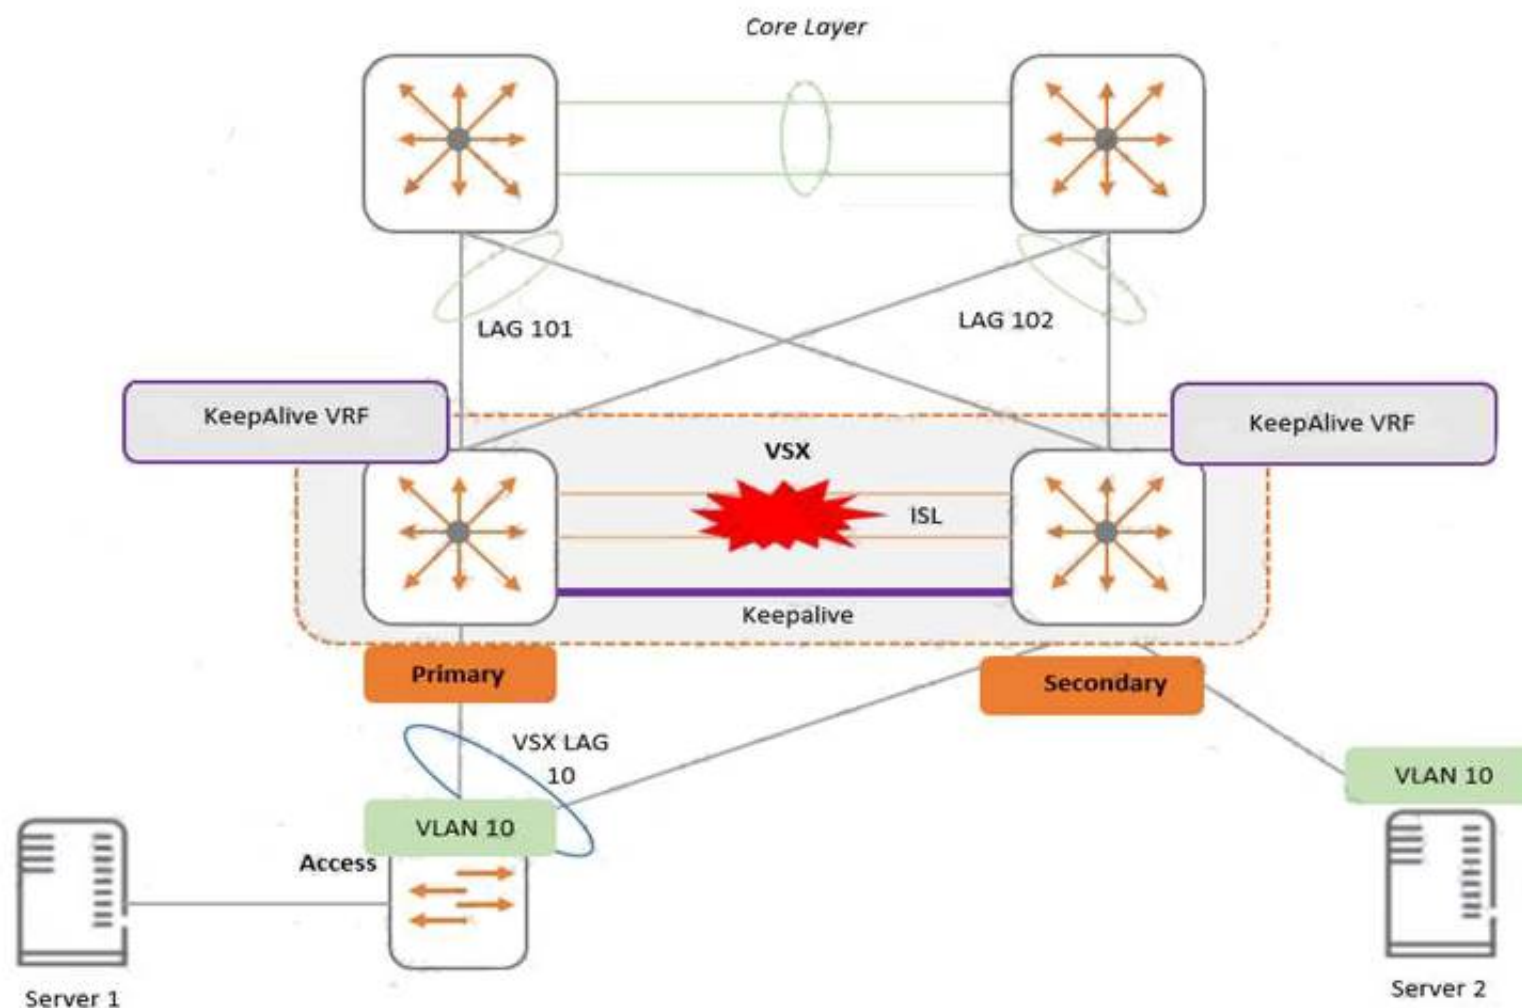 Core Layer
LAG 101
LAG 102
KeepAlive VRF
KeepAlive VRF
VSX
ISL
Keepalive
Primary
Secondary
VSX LAG
10
VLAN 10
VLAN 10
Access
Server 1
Server 2